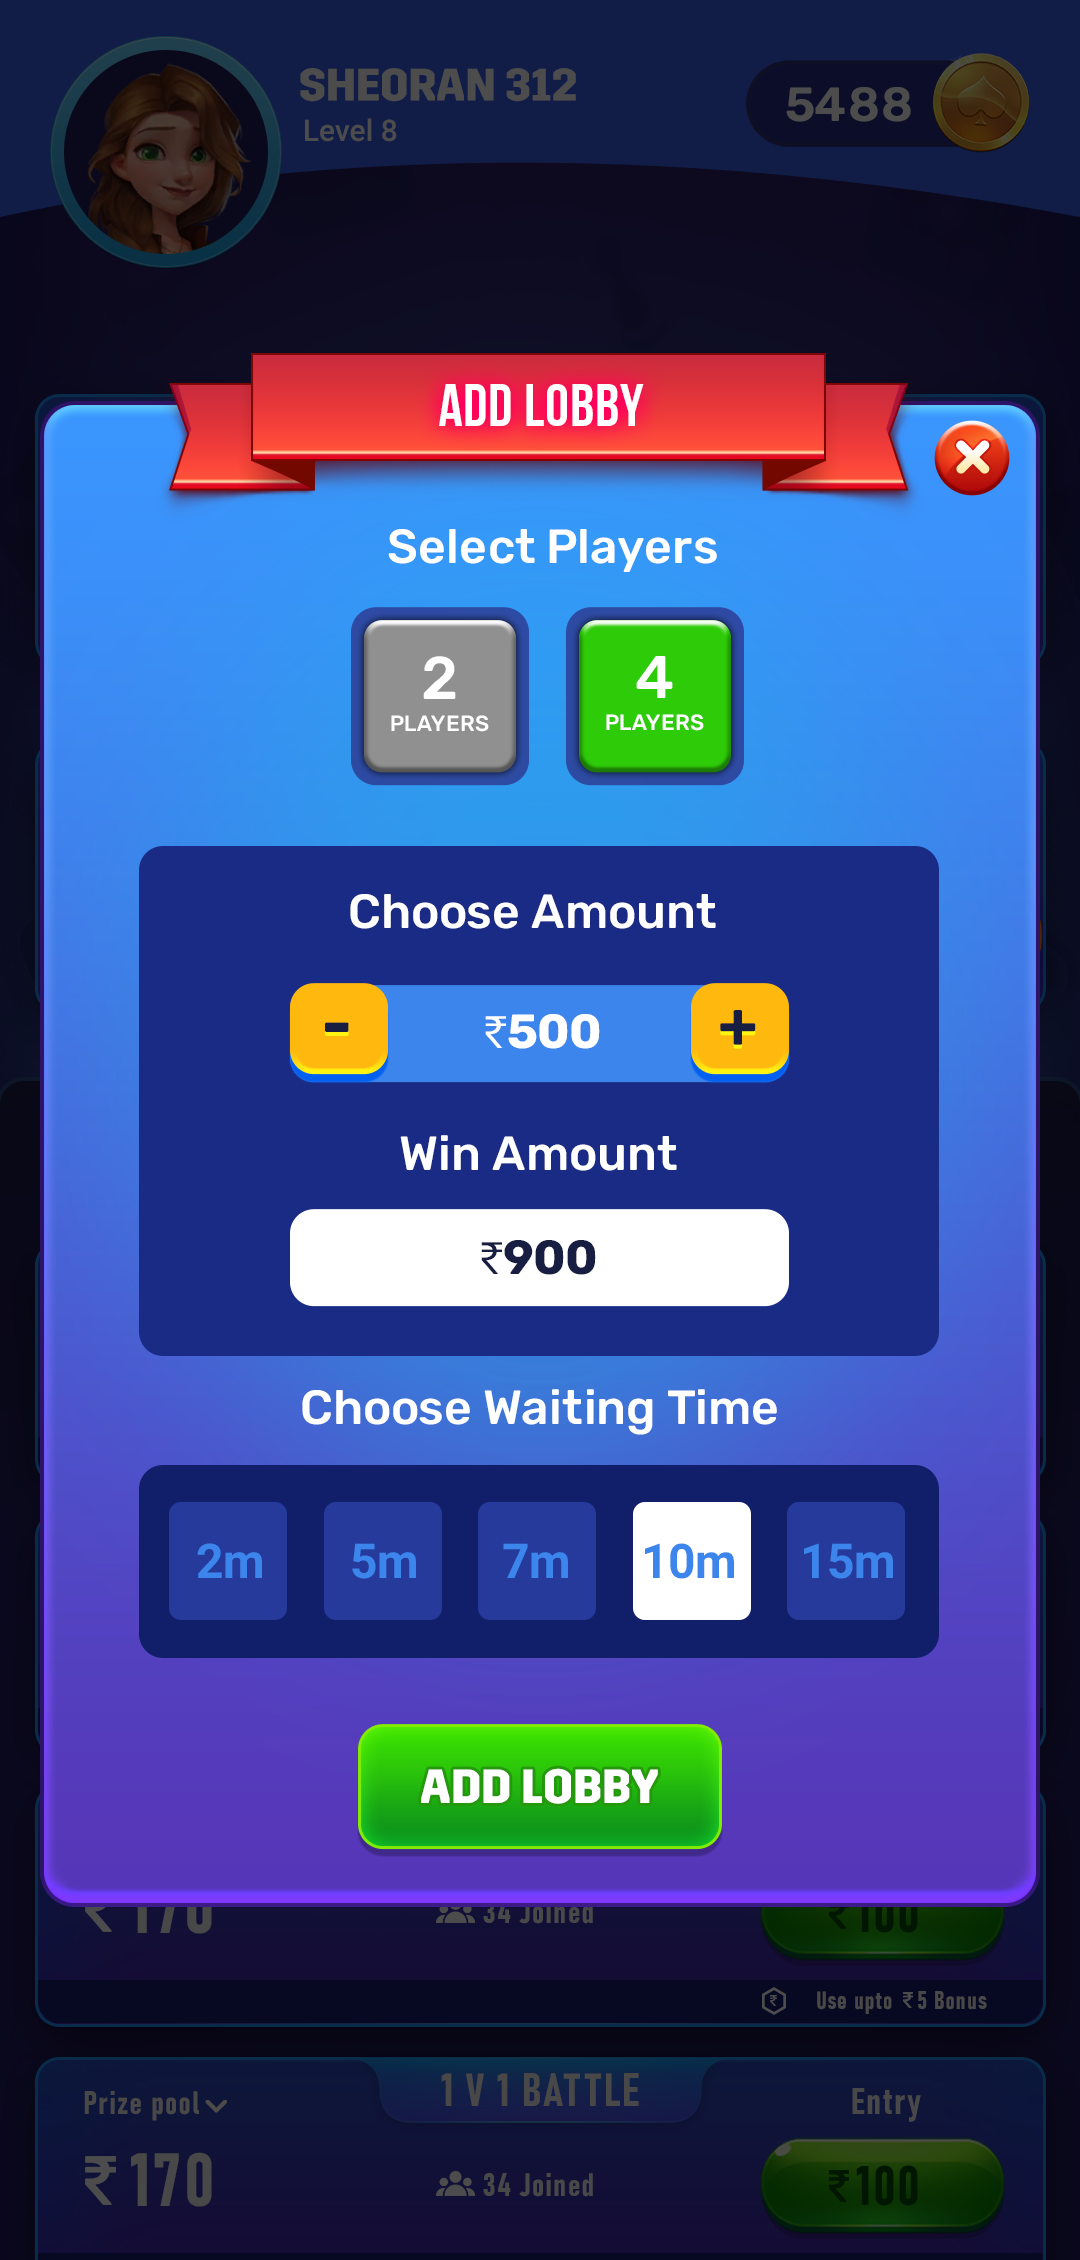 SHEORAN 312
Level 8
5488
ADD LOBBY
Select Players
2
PLAYERS
4
PLAYERS
Choose Amount
-
₹500
+
Win Amount
₹900
Choose Waiting Time
2m 5m 7m 10m 15m
ADD LOBBY
₹170 34 Joined ₹100
Use upto ₹5 Bonus
1 V 1 BATTLE
Prize pool Entry
₹170 34 Joined ₹100